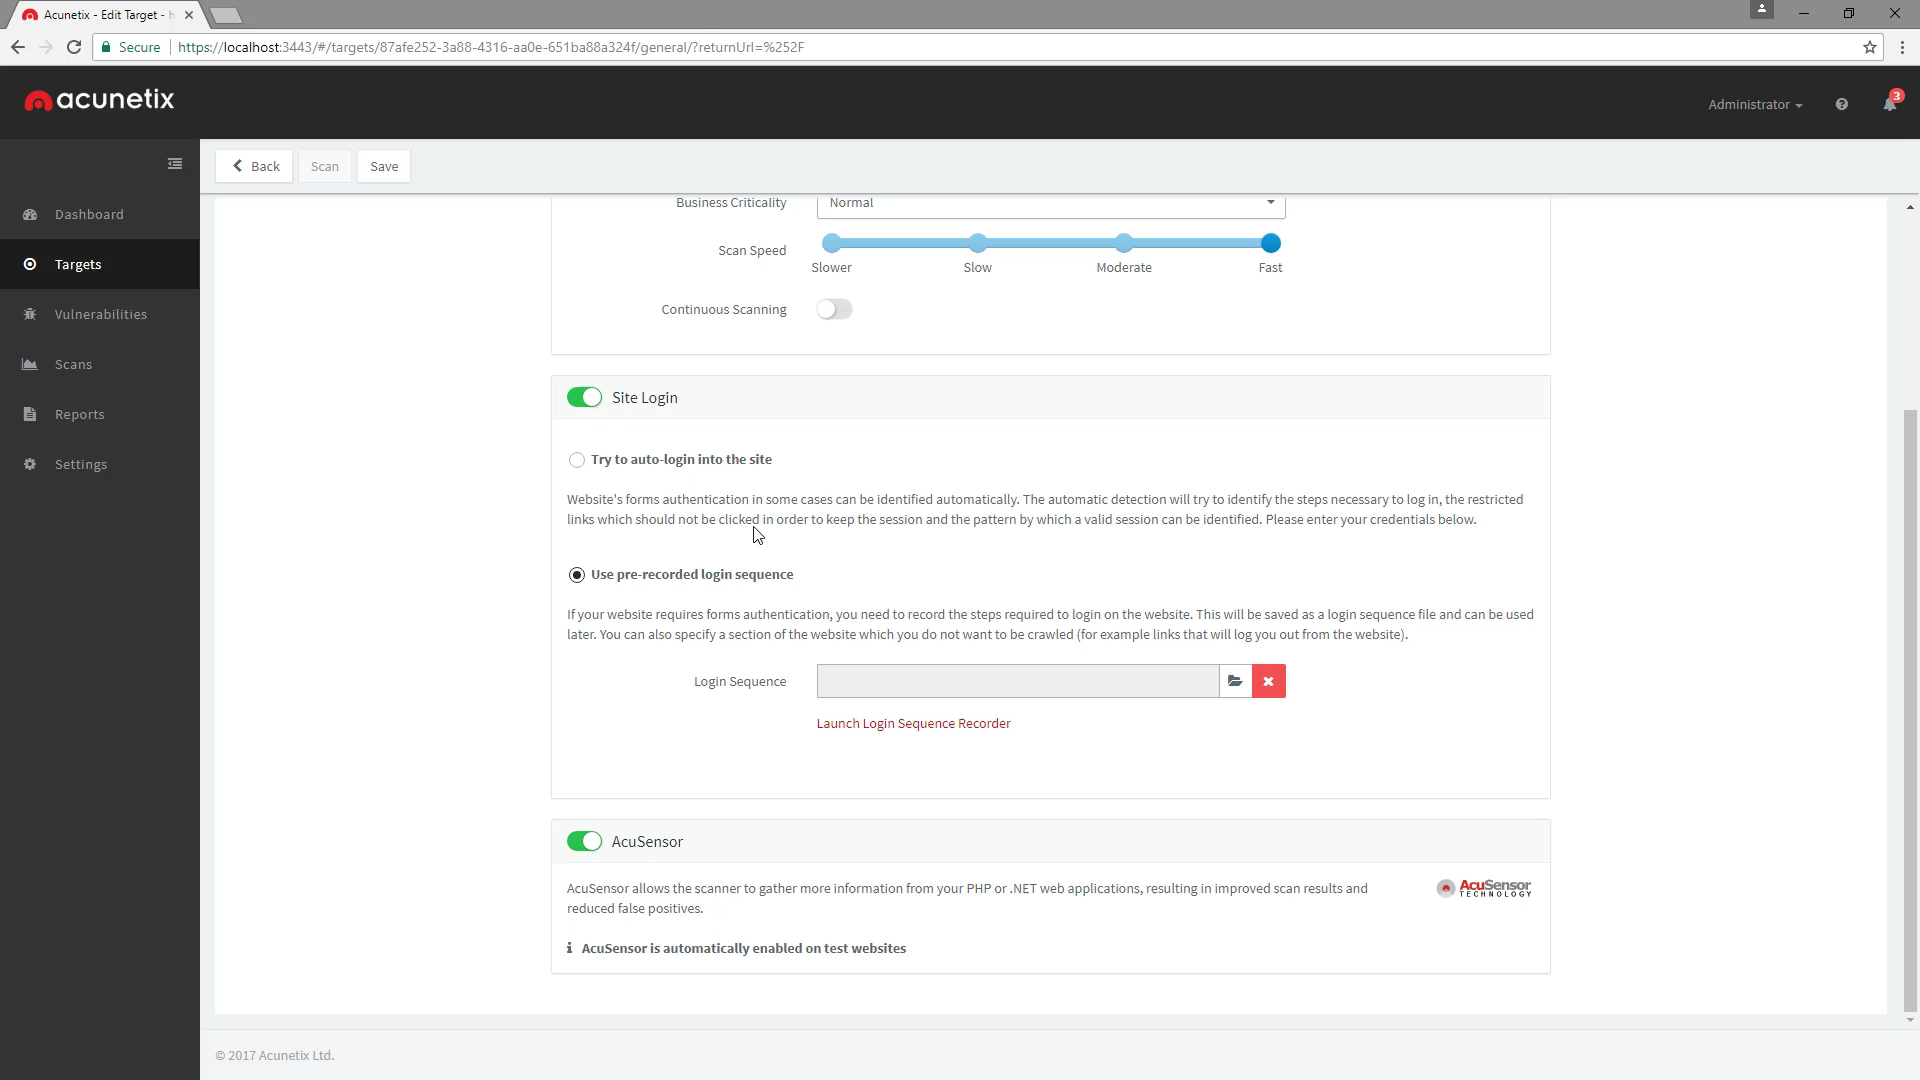 Acunetix - Edit Target - h
Secure
https://localhost:3443/#/targets/87afe252-3a88-4316-aa0e-651ba88a324f/general/?returnUrl=%252F
acunetix
Administrator
3
Back
Scan
Save
Dashboard
Targets
Vulnerabilities
Scans
Reports
Settings
Business Criticality
Normal
Scan Speed
Slower
Slow
Moderate
Fast
Continuous Scanning
Site Login
Try to auto-login into the site
Website's forms authentication in some cases can be identified automatically. The automatic detection will try to identify the steps necessary to log in, the restricted
links which should not be clicked in order to keep the session and the pattern by which a valid session can be identified. Please enter your credentials below.
Use pre-recorded login sequence
If your website requires forms authentication, you need to record the steps required to login on the website. This will be saved as a login sequence file and can be used
later. You can also specify a section of the website which you do not want to be crawled (for example links that will log you out from the website).
Login Sequence
Launch Login Sequence Recorder
AcuSensor
AcuSensor allows the scanner to gather more information from your PHP or .NET web applications, resulting in improved scan results and
reduced false positives.
AcuSensor
TECHNOLOGY
AcuSensor is automatically enabled on test websites
© 2017 Acunetix Ltd.